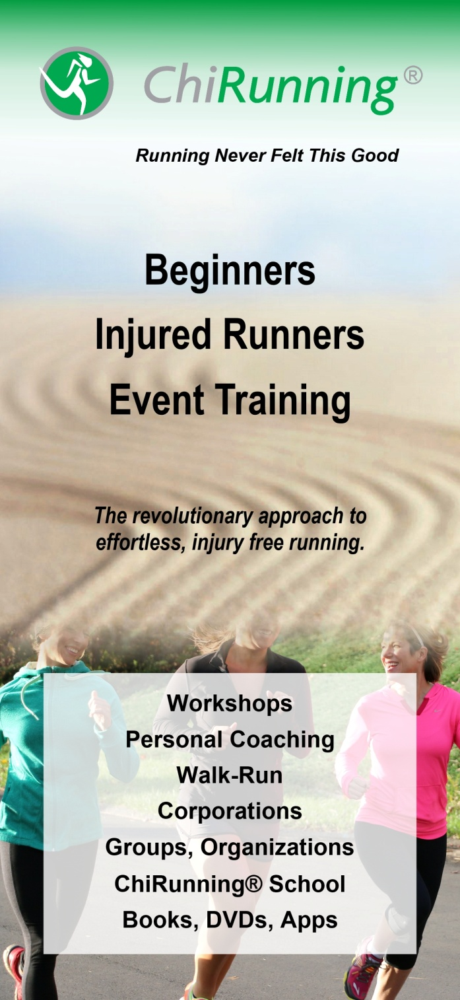 ChiRunning®
Running Never Felt This Good
Beginners
Injured Runners
Event Training
The revolutionary approach to
effortless, injury free running.
Workshops
Personal Coaching
Walk-Run
Corporations
Groups, Organizations
ChiRunning® School
Books, DVDs, Apps